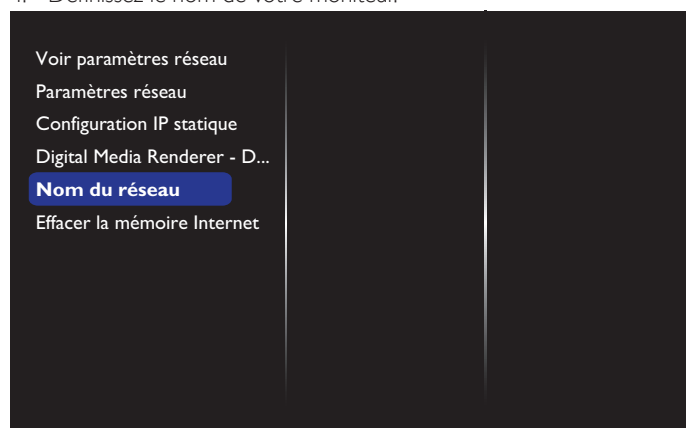 4. Définissez le nom de votre moniteur.
Voir paramètres réseau
Paramètres réseau
Configuration IP statique
Digital Media Renderer - D...
Nom du réseau
Effacer la mémoire Internet